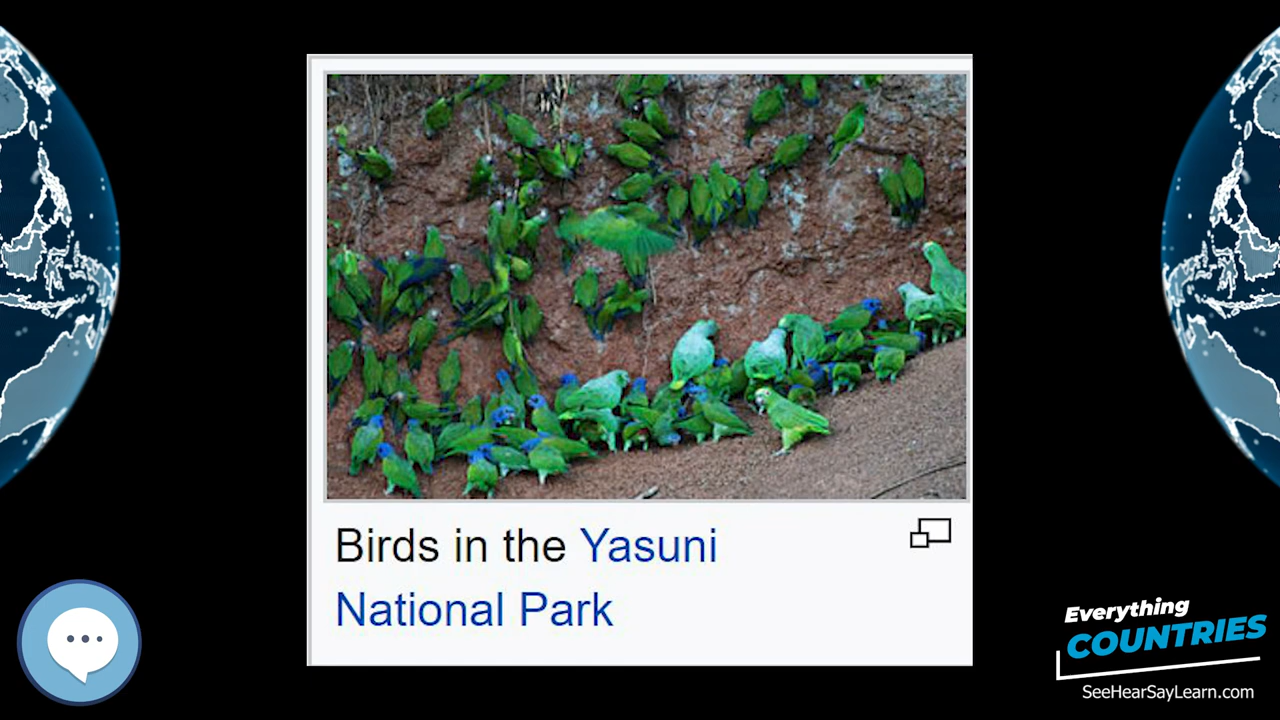 Birds in the Yasuni
National Park
Everything
COUNTRIES
SeeHearSayLearn.com